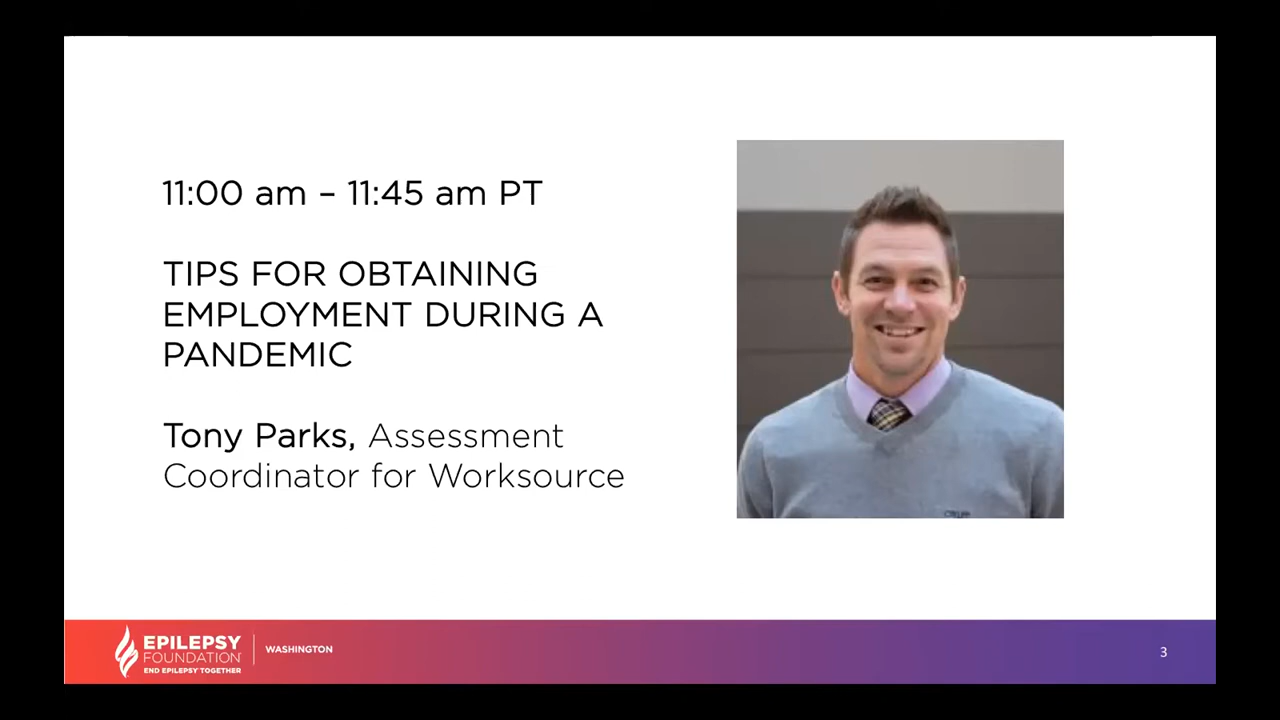 11:00 am – 11:45 am PT
TIPS FOR OBTAINING
EMPLOYMENT DURING A
PANDEMIC
Tony Parks, Assessment
Coordinator for Worksource
EPILEPSY
FOUNDATION
END EPILEPSY TOGETHER
WASHINGTON
3